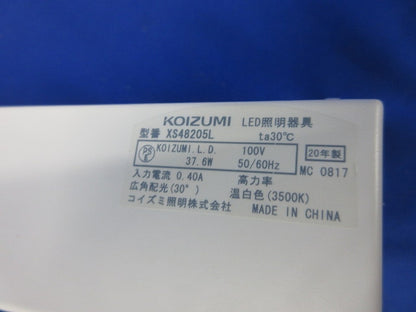 KOIZUMI LED照明器具
型番 XS48205L ta30℃
PS E KOIZUMI.L.D. 100V 20年製
37.6W 50/60Hz MC 0817
入力電流 0.40A 高力率
広角配光(30°) 温白色(3500K)
コイズミ照明株式会社 MADE IN CHINA